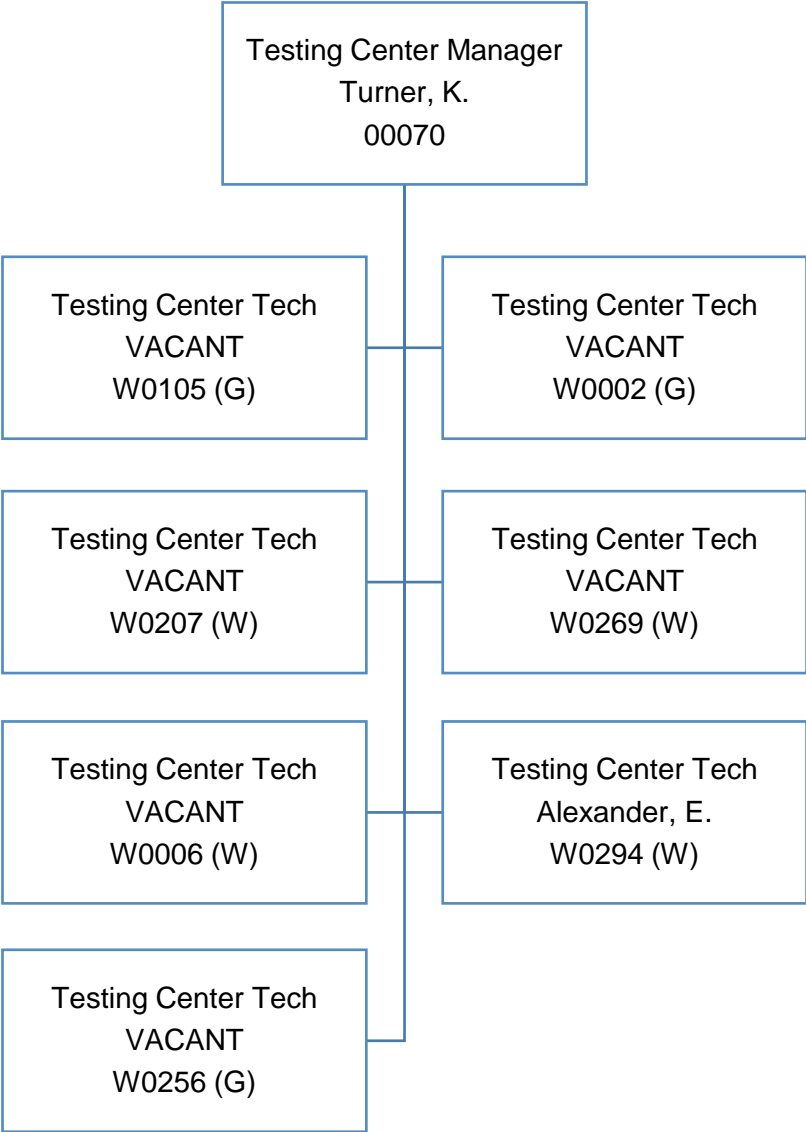 Testing Center Manager
Turner, K.
00070
Testing Center Tech
VACANT
W0105 (G)
Testing Center Tech
VACANT
W0002 (G)
Testing Center Tech
VACANT
W0207 (W)
Testing Center Tech
VACANT
W0269 (W)
Testing Center Tech
VACANT
W0006 (W)
Testing Center Tech
Alexander, E.
W0294 (W)
Testing Center Tech
VACANT
W0256 (G)